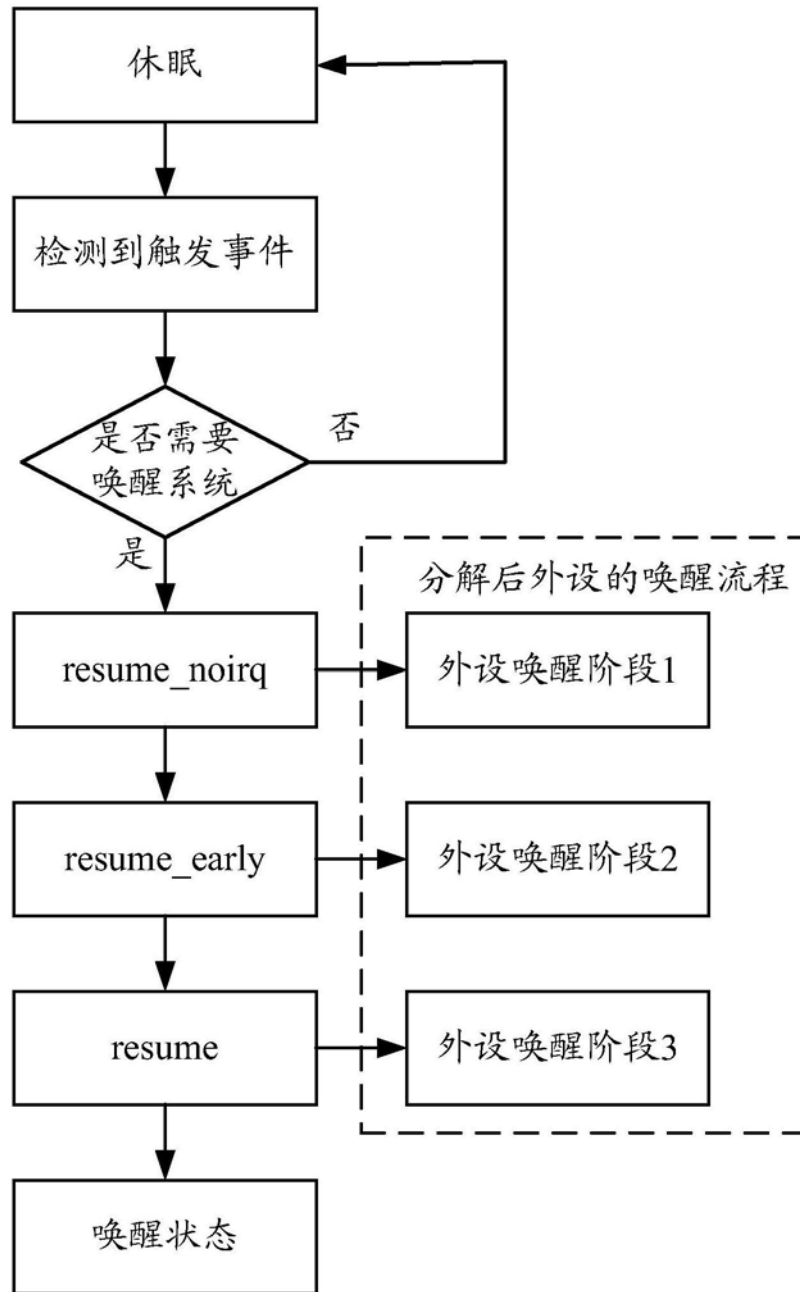 休眠
检测到触发事件
是否需要
唤醒系统
否
是
分解后外设的唤醒流程
resume_noirq
外设唤醒阶段1
resume_early
外设唤醒阶段2
resume
外设唤醒阶段3
唤醒状态